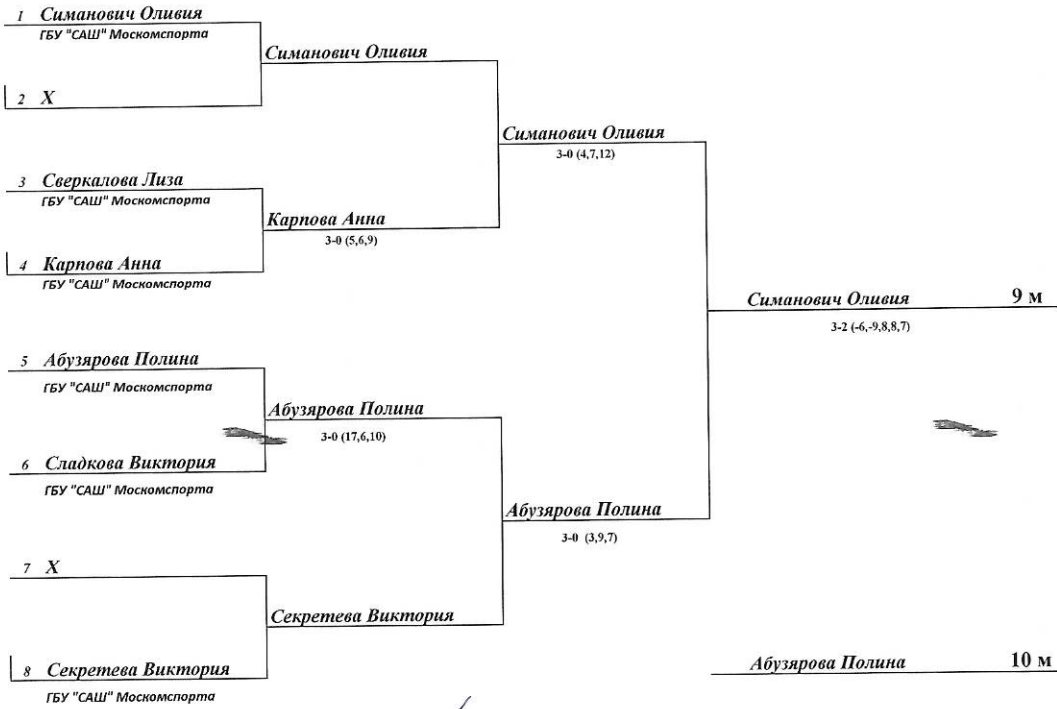 1 Симанович Оливия
ГБУ "САШ" Москомспорта
Симанович Оливия
2 Х
Симанович Оливия
3-0 (4,7,12)
3 Сверкалова Лиза
ГБУ "САШ" Москомспорта
Карпова Анна
3-0 (5,6,9)
4 Карпова Анна
ГБУ "САШ" Москомспорта
Симанович Оливия 9 м
3-2 (-6,-9,8,8,7)
5 Абузярова Полина
ГБУ "САШ" Москомспорта
Абузярова Полина
3-0 (17,6,10)
6 Сладкова Виктория
ГБУ "САШ" Москомспорта
Абузярова Полина
3-0 (3,9,7)
7 Х
Секретева Виктория
8 Секретева Виктория
ГБУ "САШ" Москомспорта
Абузярова Полина 10 м